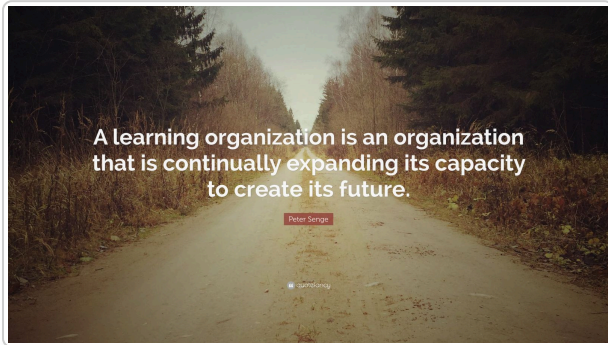 A learning organization is an organization
that is continually expanding its capacity
to create its future.
Peter Senge
quotefancy